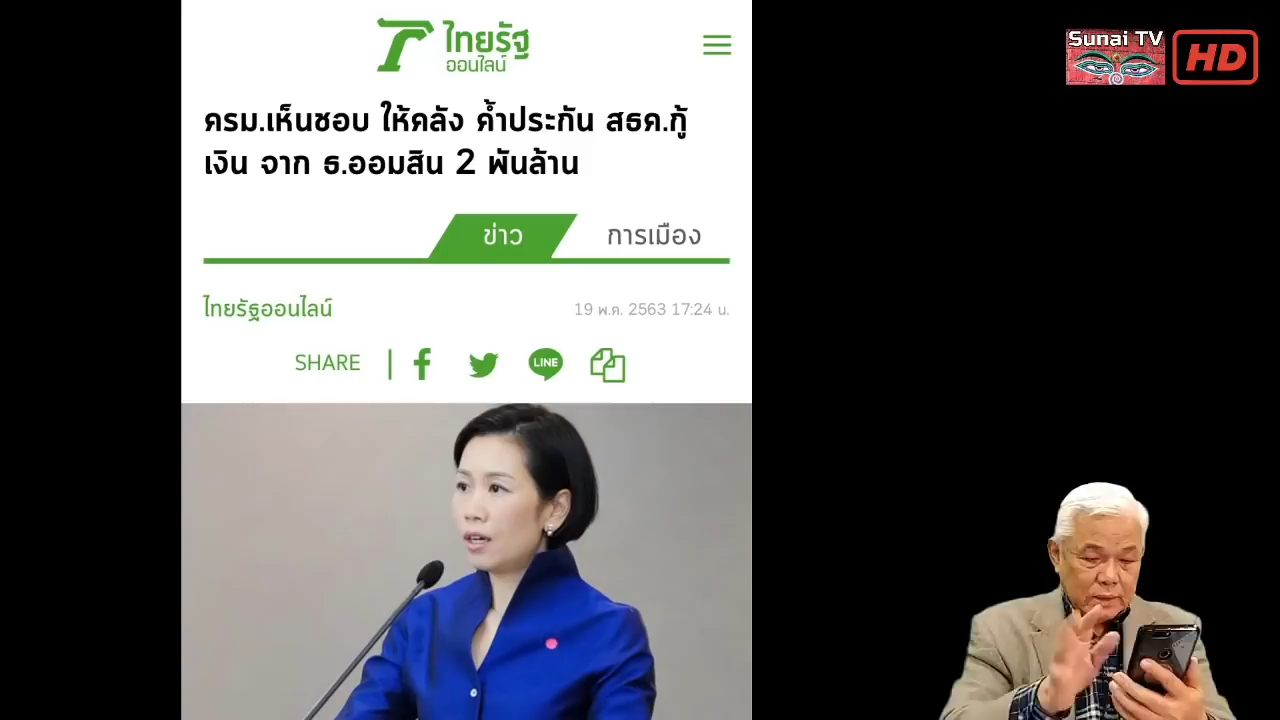 ไทยรัฐ
ออนไลน์
Sunai TV
HD
ครม.เห็นชอบ ให้คลัง ค้ำประกัน สธค.กู้
เงิน จาก ธ.ออมสิน 2 พันล้าน
ข่าว
การเมือง
ไทยรัฐออนไลน์
19 พ.ค. 2563 17:24 น.
SHARE
LINE